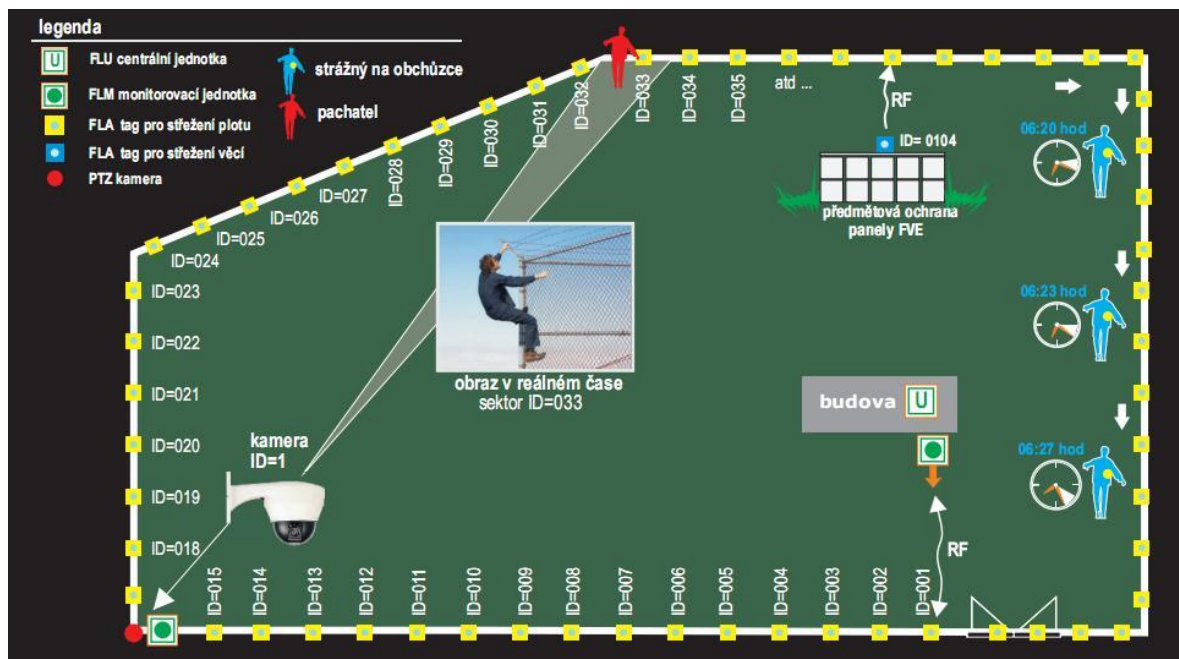 legenda
U
FLU centrální jednotka
FLM monitorovací jednotka
FLA tag pro střežení plotu
FLA tag pro střežení věcí
PTZ kamera
strážný na obchůzce
pachatel
ID=032
ID=033
ID=034
ID=035
atd ...
RF
ID= 0104
předmětová ochrana
panely FVE
06:20 hod
06:23 hod
06:27 hod
ID=031
ID=030
ID=029
ID=028
ID=027
ID=026
ID=025
ID=024
ID=023
ID=022
ID=021
ID=020
ID=019
ID=018
obraz v reálném čase
sektor ID=033
kamera
ID=1
budova
U
RF
ID=015
ID=014
ID=013
ID=012
ID=011
ID=010
ID=009
ID=008
ID=007
ID=006
ID=005
ID=004
ID=003
ID=002
ID=001